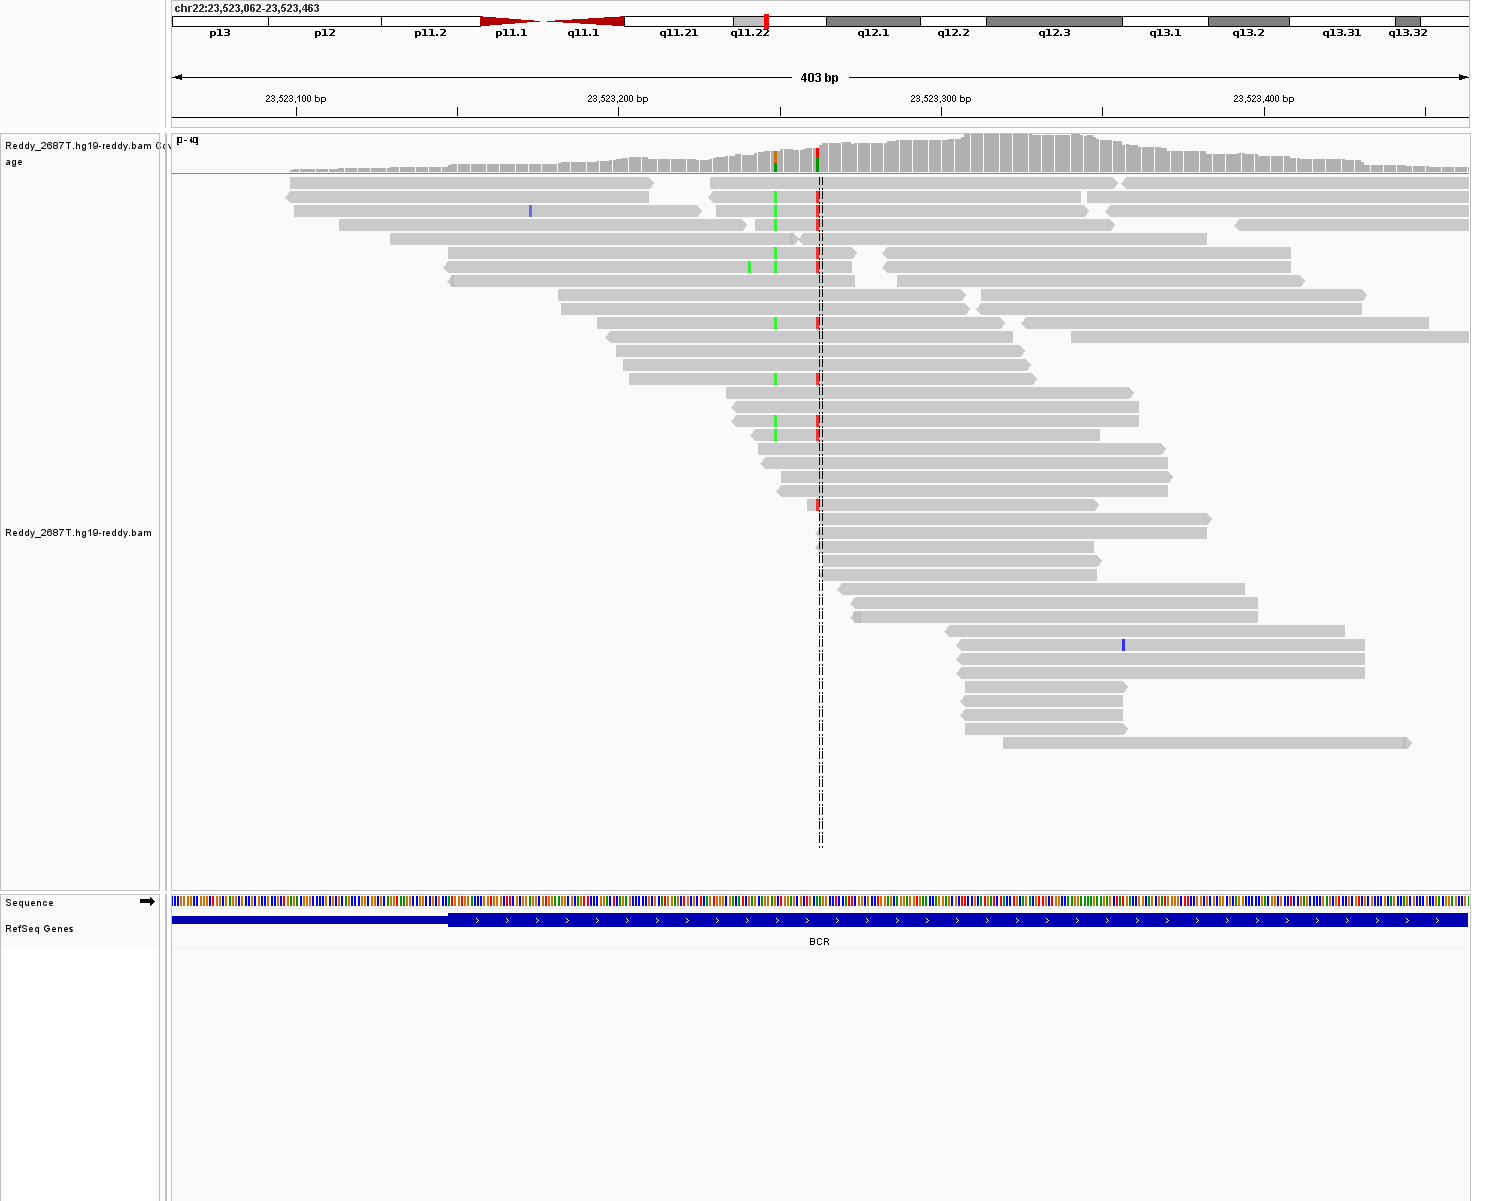 chr22:23,523,062-23,523,463
p13 p12 p11.2 p11.1 q11.1 q11.21 q11.22 q12.1 q12.2 q12.3 q13.1 q13.2 q13.31 q13.32
403 bp
23,523,100 bp 23,523,200 bp 23,523,300 bp 23,523,400 bp
Reddy_2687T.hg19-reddy.bam Cov
age
Reddy_2687T.hg19-reddy.bam
Sequence
RefSeq Genes
BCR